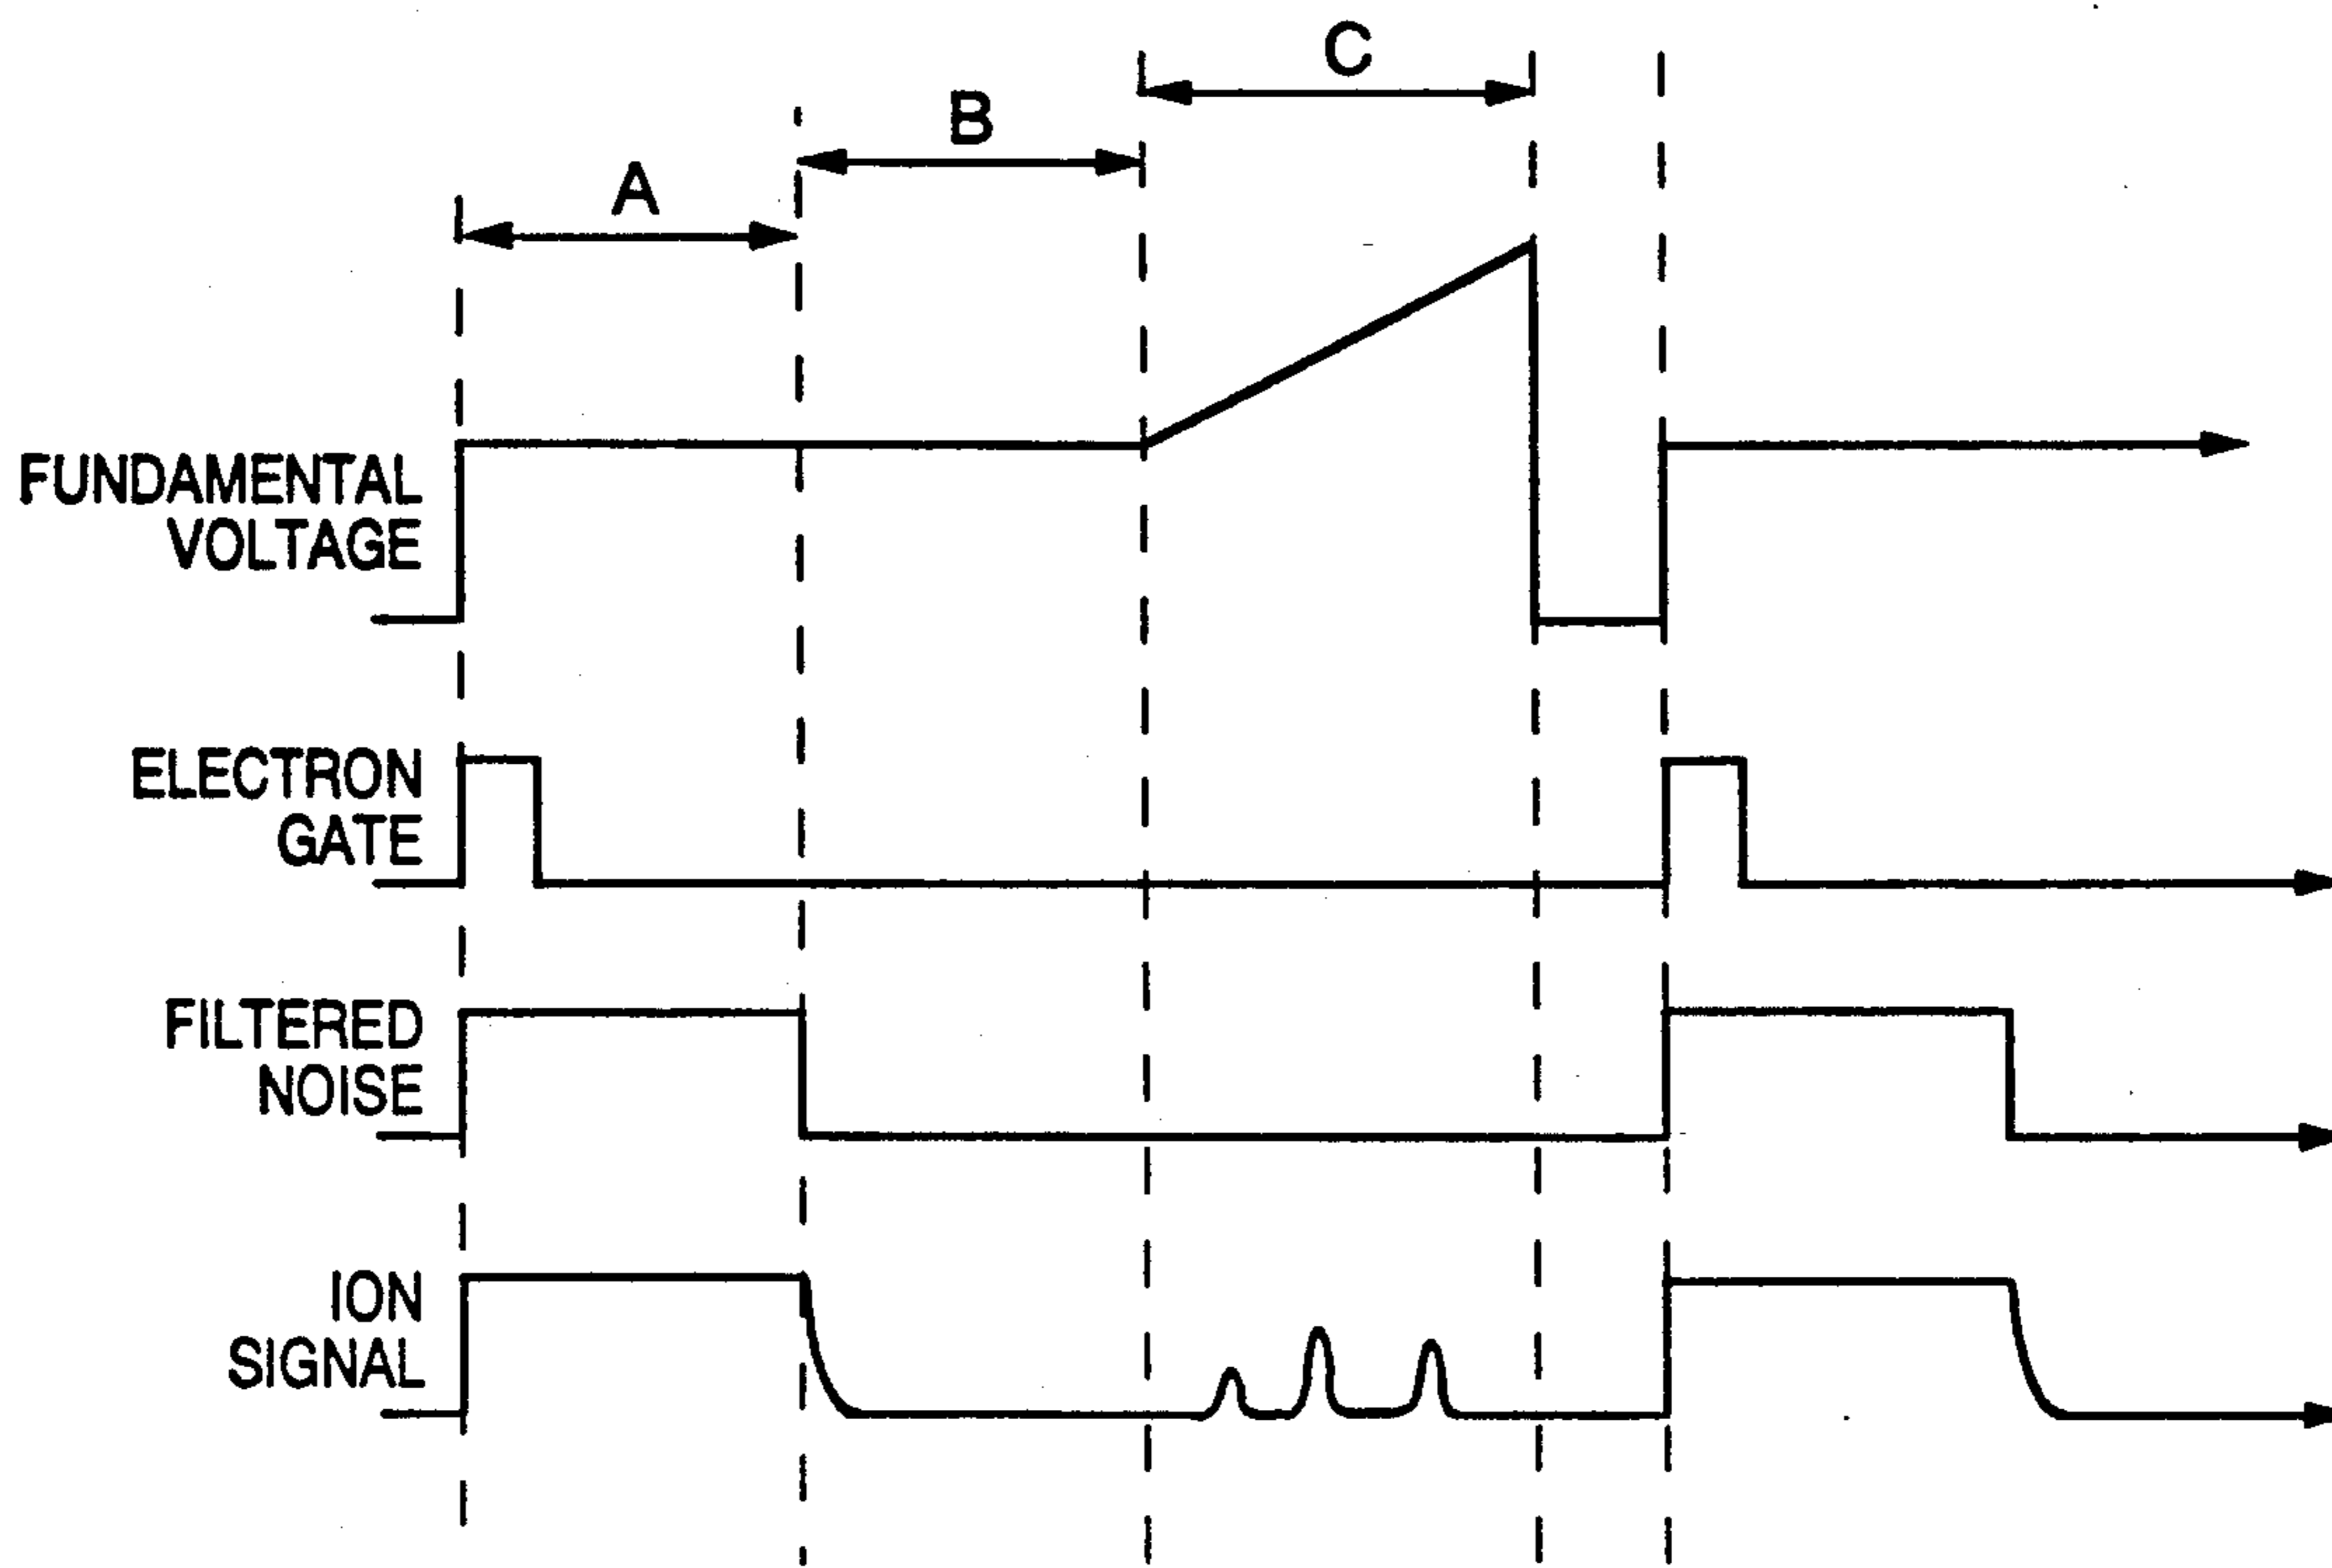 C
B
A
FUNDAMENTAL
VOLTAGE
ELECTRON
GATE
FILTERED
NOISE
ION
SIGNAL